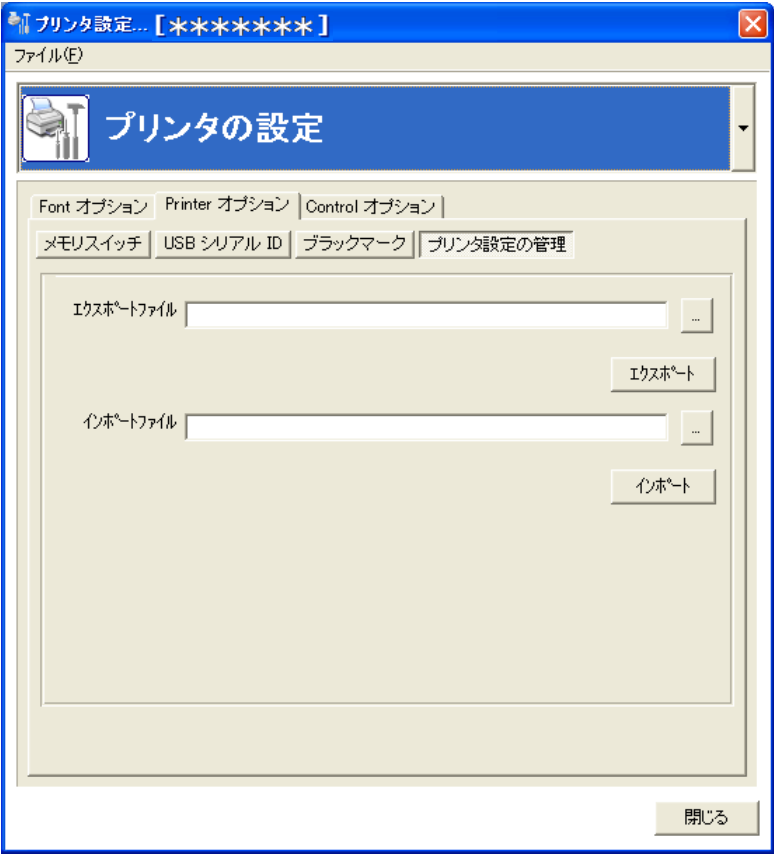 プリンタ設定... [*******]
ファイル(F)
プリンタの設定
Font オプション Printer オプション Control オプション
メモリスイッチ USB シリアル ID ブラックマーク プリンタ設定の管理
エクスポートファイル ...
エクスポート
インポートファイル ...
インポート
閉じる